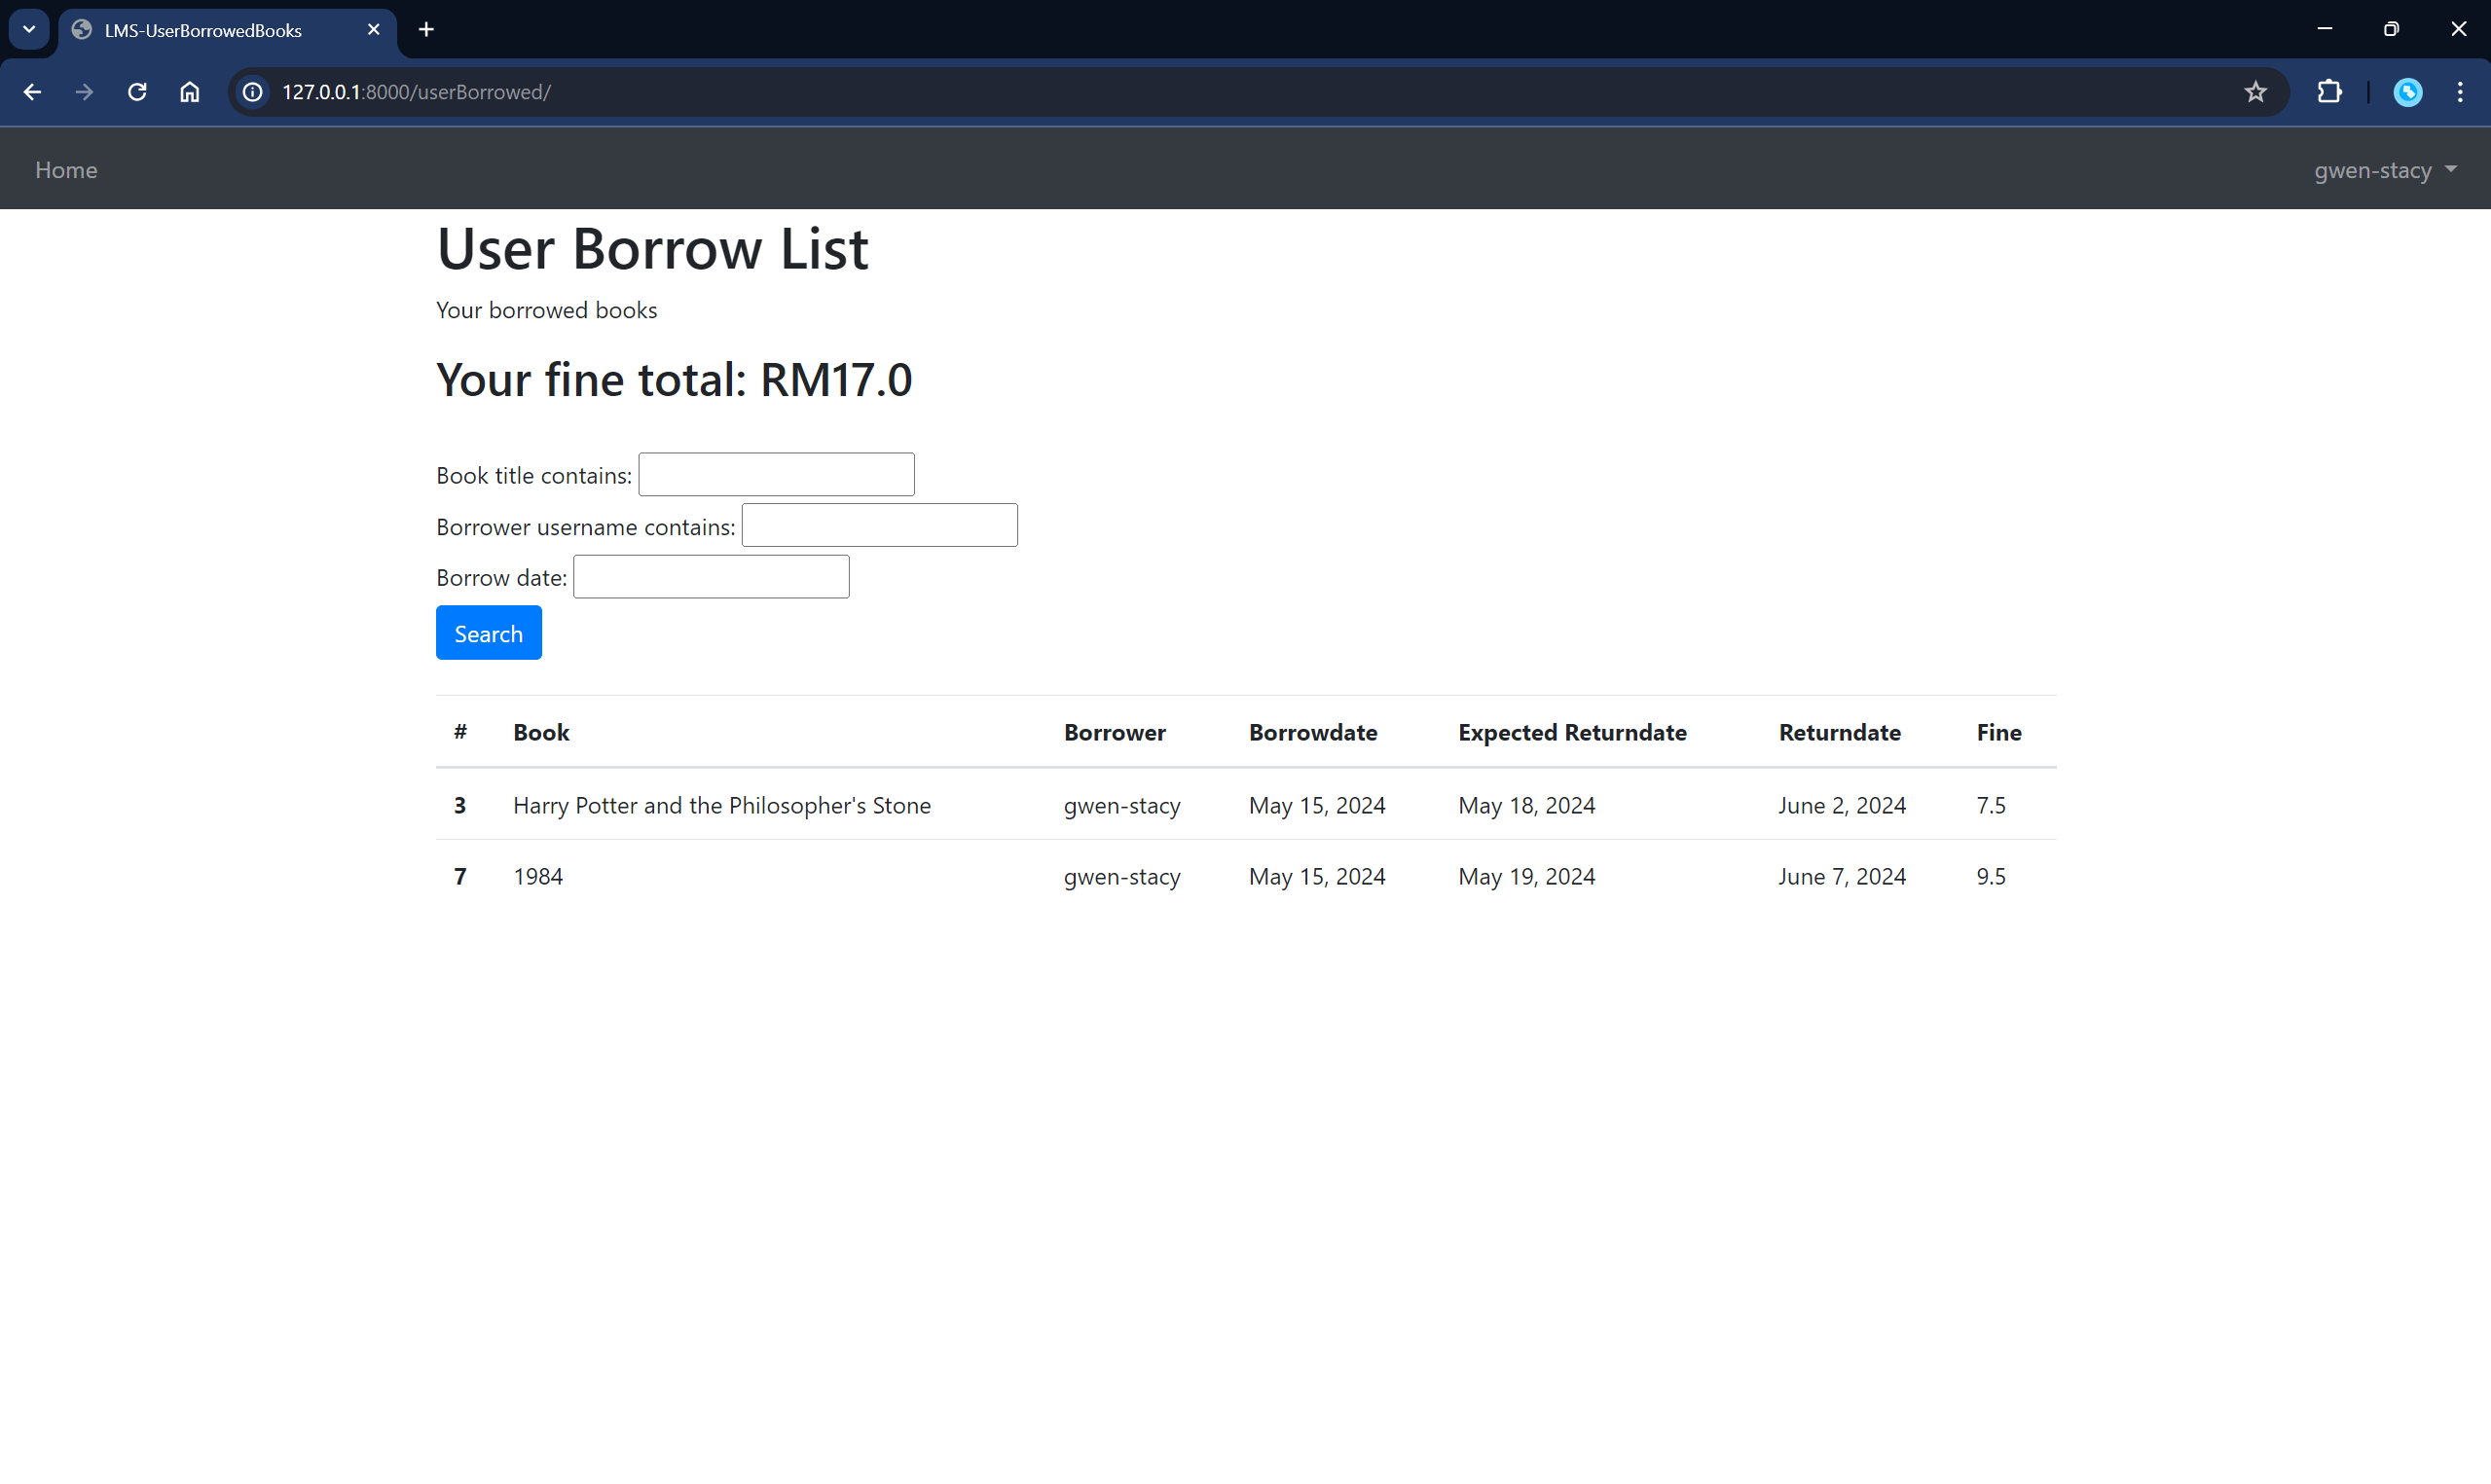 LMS-UserBorrowedBooks
127.0.0.1:8000/userBorrowed/
Home
gwen-stacy
User Borrow List
Your borrowed books
Your fine total: RM17.0
Book title contains:
Borrower username contains:
Borrow date:
Search
# Book Borrower Borrowdate Expected Returndate Returndate Fine
3 Harry Potter and the Philosopher's Stone gwen-stacy May 15, 2024 May 18, 2024 June 2, 2024 7.5
7 1984 gwen-stacy May 15, 2024 May 19, 2024 June 7, 2024 9.5